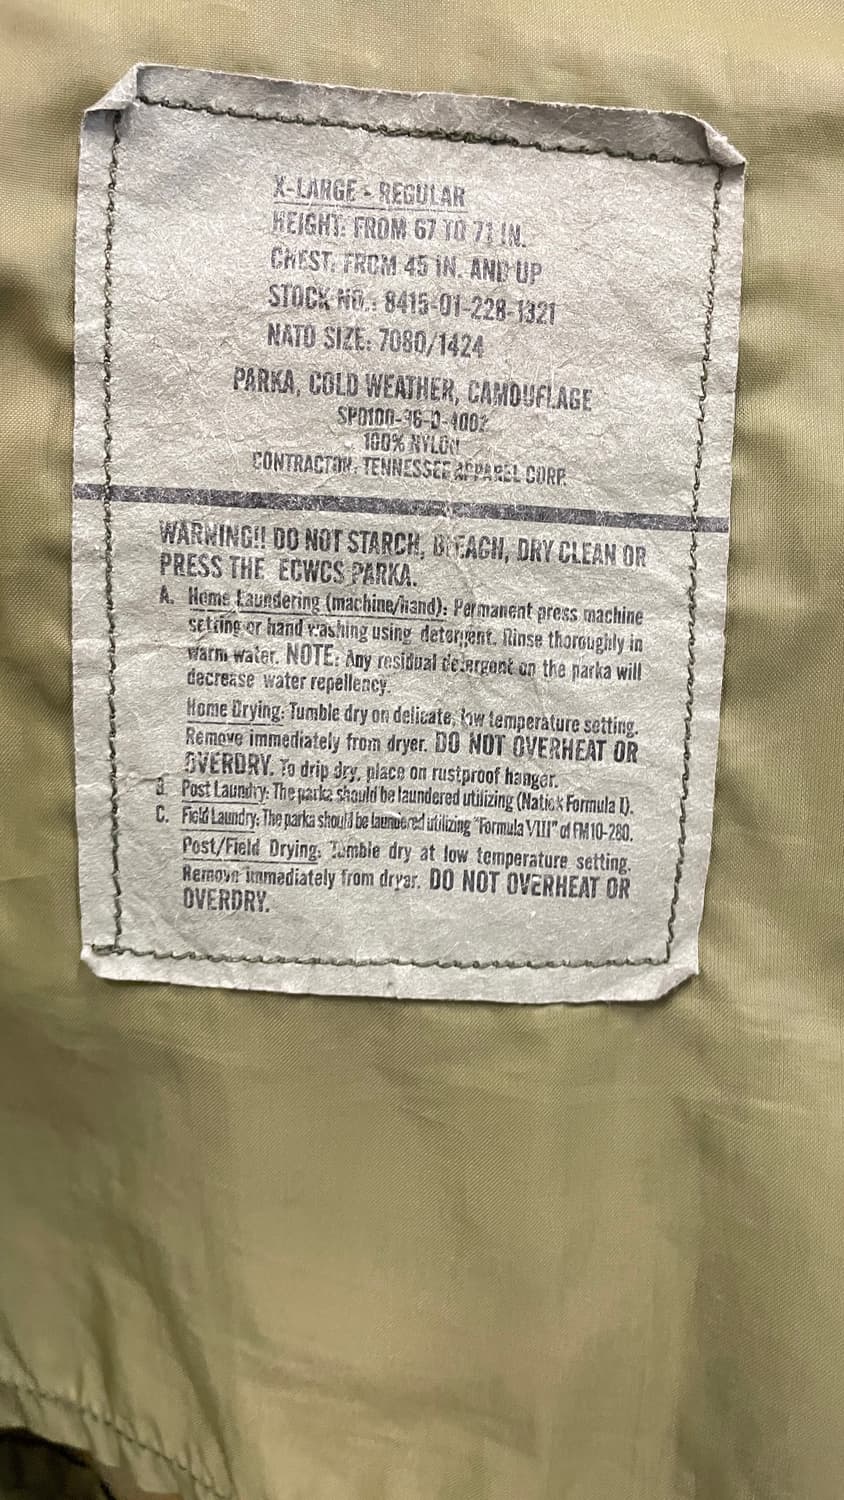 X-LARGE - REGULAR
HEIGHT: FROM 67 TO 71 IN.
CHEST: FROM 45 IN. AND UP
STOCK NO.: 8415-01-228-1321
NATO SIZE: 7080/1424
PARKA, COLD WEATHER, CAMOUFLAGE
SPO100-96-D-4002
100% NYLON
CONTRACTOR: TENNESSEE APPAREL CORP.
WARNING!! DO NOT STARCH, BLEACH, DRY CLEAN OR
PRESS THE ECWCS PARKA.
A. Home Laundering (machine/hand): Permanent press machine
setting or hand washing using detergent. Rinse thoroughly in
warm water. NOTE: Any residual detergent on the parka will
decrease water repellency.
Home Drying: Tumble dry on delicate, low temperature setting.
Remove immediately from dryer. DO NOT OVERHEAT OR
OVERDRY. To drip dry, place on rustproof hanger.
B. Post Laundry: The parka should be laundered utilizing (Natick Formula I).
C. Field Laundry: The parka should be laundered utilizing "Formula VIII" of FM10-280.
Post/Field Drying: Tumble dry at low temperature setting.
Remove immediately from dryer. DO NOT OVERHEAT OR
OVERDRY.